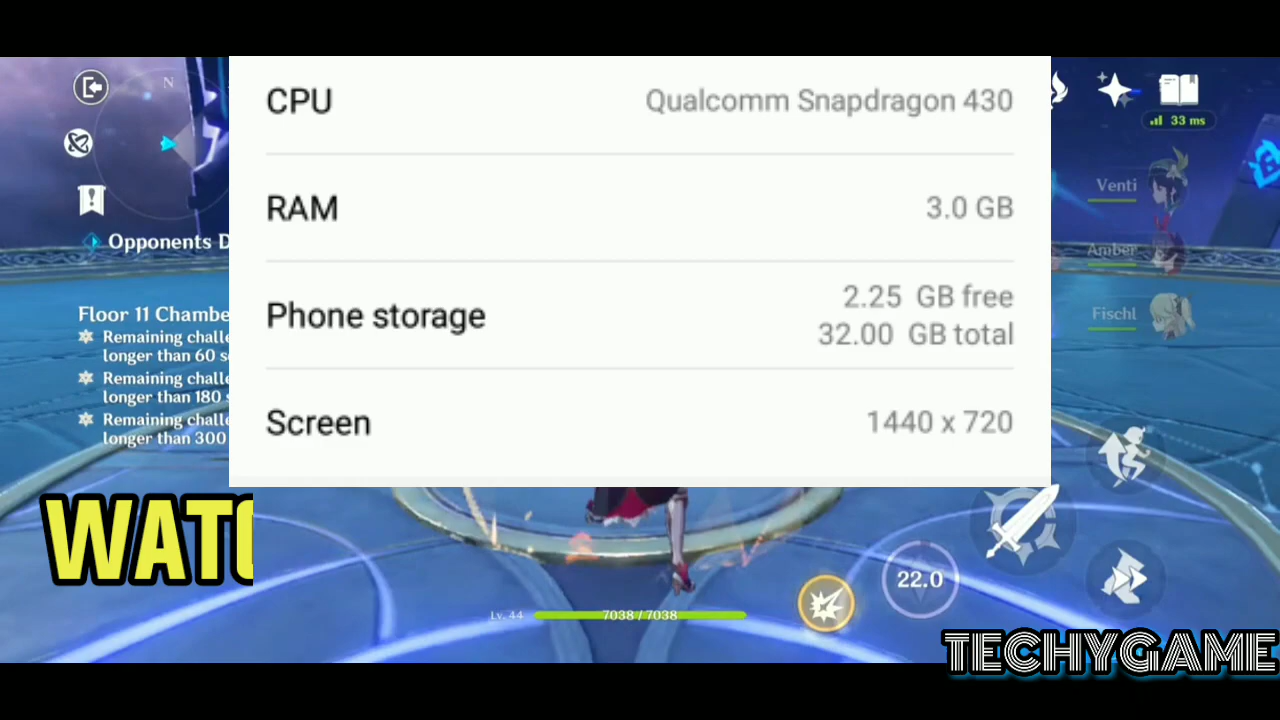 N
33 ms
Venti
Amber
Fischl
Opponents D
Floor 11 Chambe
Remaining challe
longer than 60 s
Remaining challe
longer than 180 s
Remaining challe
longer than 300
CPU Qualcomm Snapdragon 430
RAM 3.0 GB
Phone storage 2.25 GB free
32.00 GB total
Screen 1440 x 720
WATC
22.0
Lv. 44 7038 / 7038
TECHYGAME